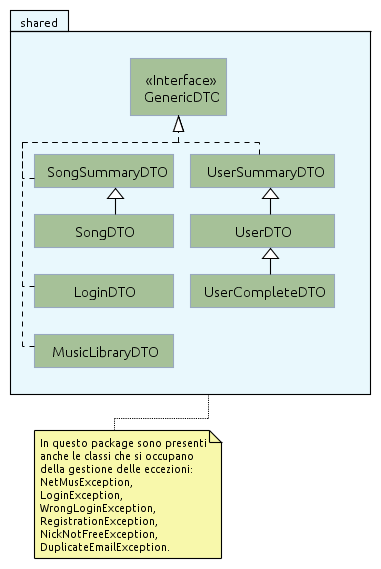 shared
«Interface»
GenericDTO
SongSummaryDTO
UserSummaryDTO
SongDTO
UserDTO
LoginDTO
UserCompleteDTO
MusicLibraryDTO
In questo package sono presenti
anche le classi che si occupano
della gestione delle eccezioni:
NetMusException,
LoginException,
WrongLoginException,
RegistrationException,
NickNotFreeException,
DuplicateEmailException.